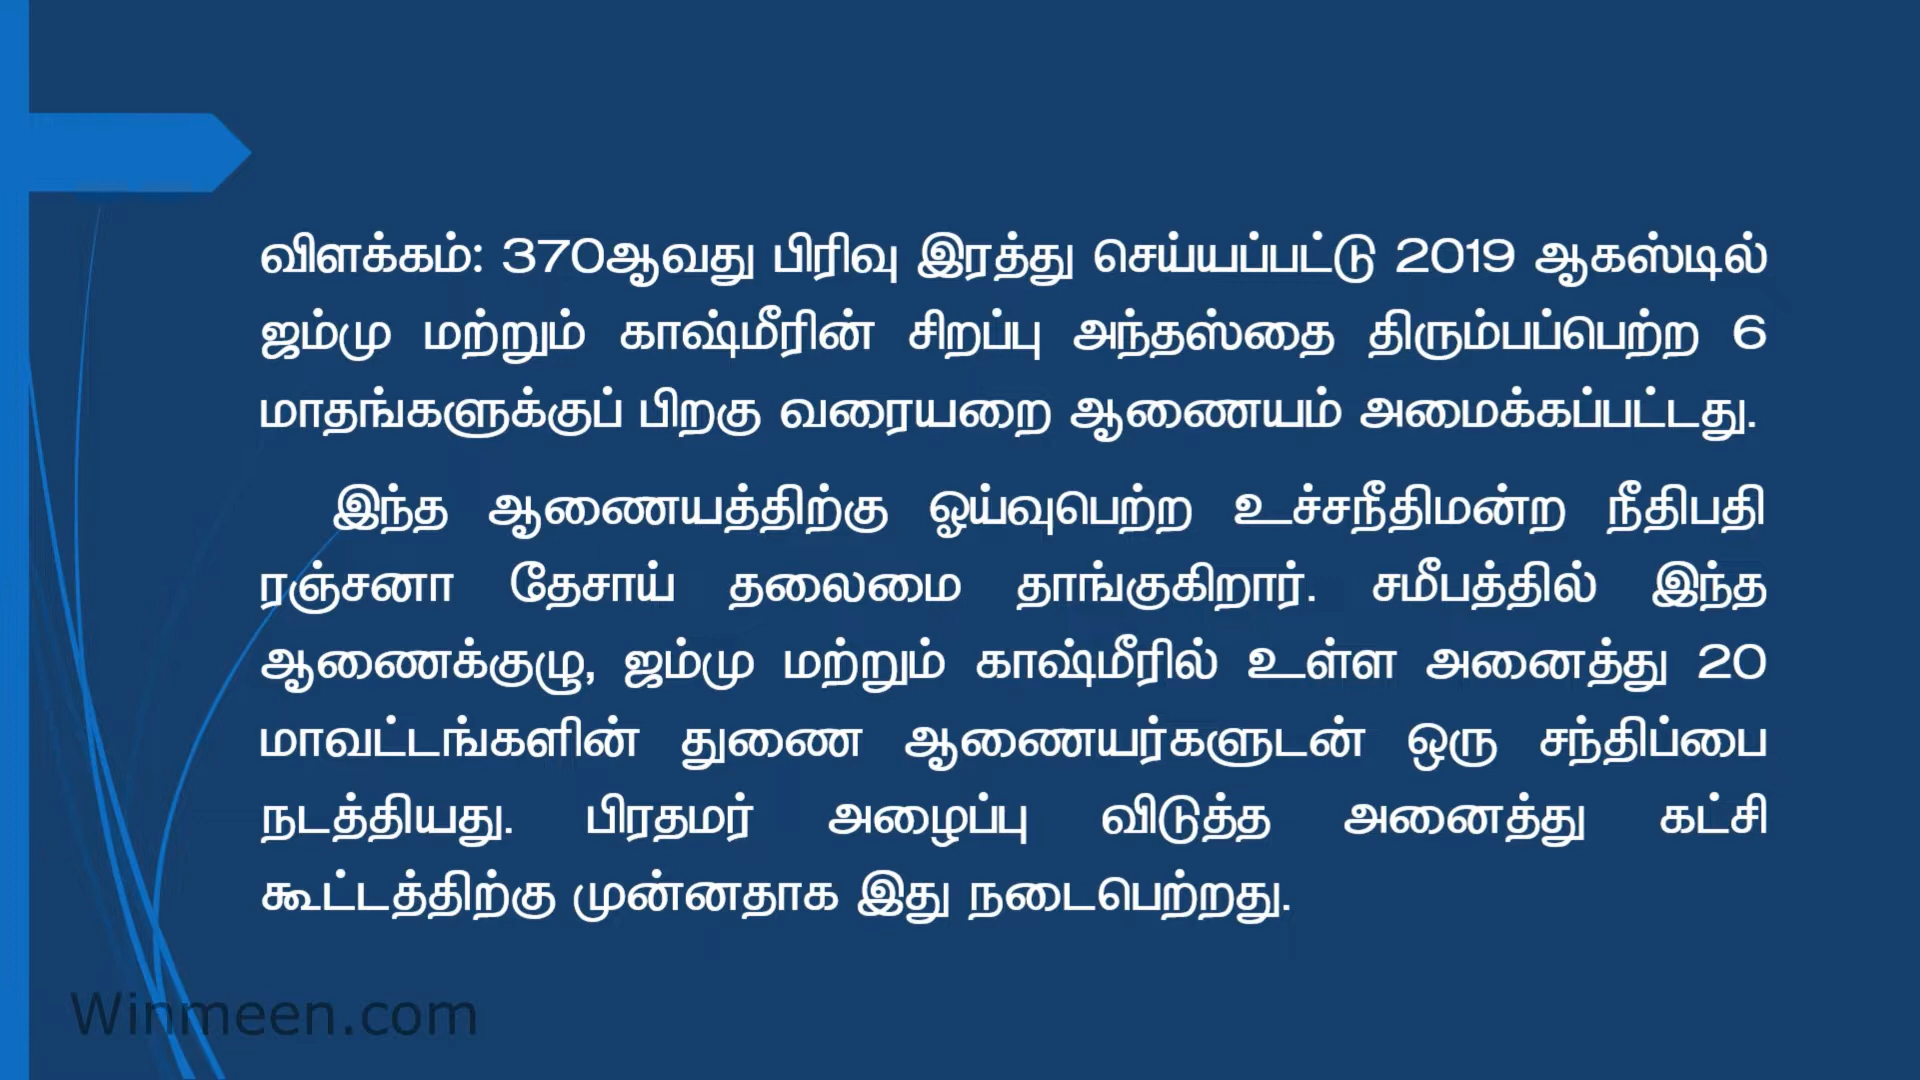 விளக்கம்: 370ஆவது பிரிவு இரத்து செய்யப்பட்டு 2019 ஆகஸ்டில்
ஜம்மு மற்றும் காஷ்மீரின் சிறப்பு அந்தஸ்தை திரும்பப்பெற்ற 6
மாதங்களுக்குப் பிறகு வரையறை ஆணையம் அமைக்கப்பட்டது.
இந்த ஆணையத்திற்கு ஓய்வுபெற்ற உச்சநீதிமன்ற நீதிபதி
ரஞ்சனா தேசாய் தலைமை தாங்குகிறார். சமீபத்தில் இந்த
ஆணைக்குழு, ஜம்மு மற்றும் காஷ்மீரில் உள்ள அனைத்து 20
மாவட்டங்களின் துணை ஆணையர்களுடன் ஒரு சந்திப்பை
நடத்தியது. பிரதமர் அழைப்பு விடுத்த அனைத்து கட்சி
கூட்டத்திற்கு முன்னதாக இது நடைபெற்றது.
Winmeen.com